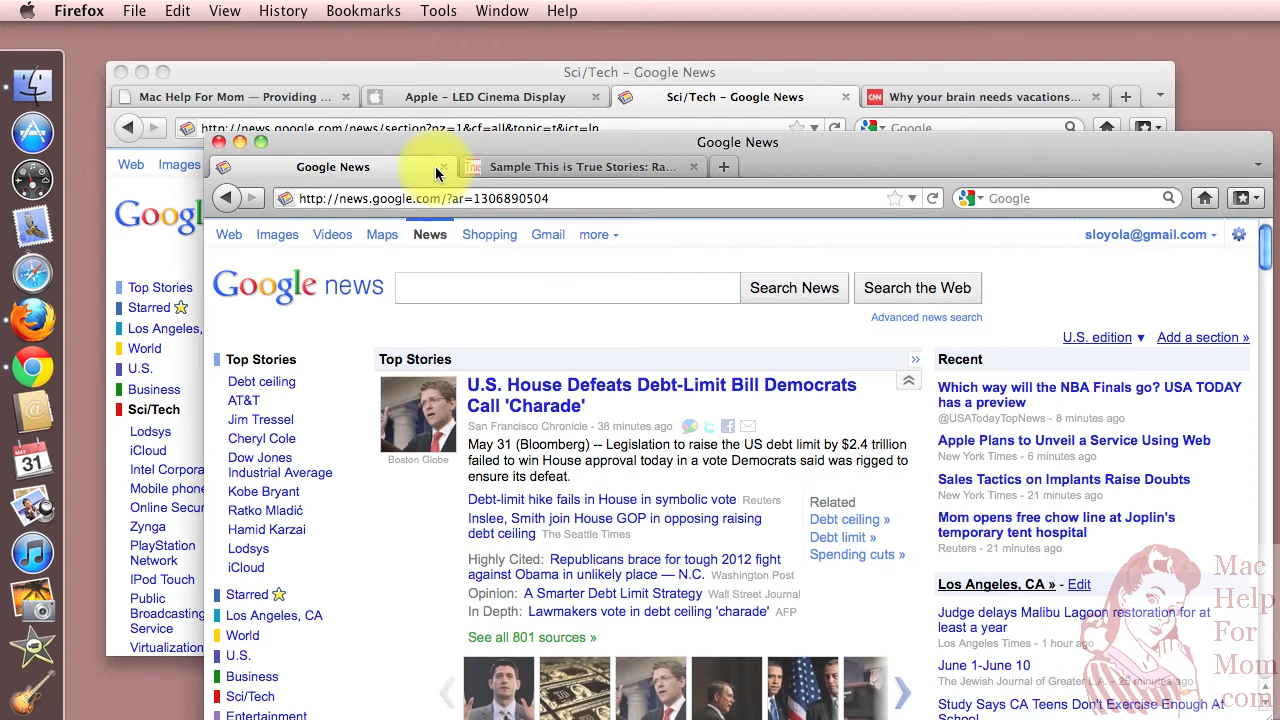 Firefox File Edit View History Bookmarks Tools Window Help
Sci/Tech – Google News
Mac Help For Mom — Providing ...
Apple – LED Cinema Display
Sci/Tech – Google News
CNN
Why your brain needs vacations...
http://news.google.com/news/section?pz=1&cf=all&topic=t&ict=ln
Google
Web Images
Googl
Top Stories
Starred
Los Angeles,
World
U.S.
Business
Sci/Tech
Lodsys
iCloud
Intel Corpora
Mobile phone
Online Secur
Zynga
PlayStation
Network
IPod Touch
Public
Broadcasting
Service
Virtualization
MAY
31
Google News
Google News
True
Sample This is True Stories: Ra...
http://news.google.com/?ar=1306890504
Google
Web Images Videos Maps News Shopping Gmail more
sloyola@gmail.com
Google news
Search News
Search the Web
Advanced news search
U.S. edition ▼ Add a section »
Top Stories
Debt ceiling
AT&T
Jim Tressel
Cheryl Cole
Dow Jones
Industrial Average
Kobe Bryant
Ratko Mladić
Hamid Karzai
Lodsys
iCloud
Starred
Los Angeles, CA
World
U.S.
Business
Sci/Tech
Entertainment
Top Stories
»
U.S. House Defeats Debt-Limit Bill Democrats
Call 'Charade'
San Francisco Chronicle - 38 minutes ago
May 31 (Bloomberg) -- Legislation to raise the US debt limit by $2.4 trillion
failed to win House approval today in a vote Democrats said was rigged to
ensure its defeat.
Boston Globe
Debt-limit hike fails in House in symbolic vote Reuters
Inslee, Smith join House GOP in opposing raising
debt ceiling The Seattle Times
Highly Cited: Republicans brace for tough 2012 fight
against Obama in unlikely place — N.C. Washington Post
Opinion: A Smarter Debt Limit Strategy Wall Street Journal
In Depth: Lawmakers vote in debt ceiling 'charade' AFP
See all 801 sources »
Related
Debt ceiling »
Debt limit »
Spending cuts »
Recent
Which way will the NBA Finals go? USA TODAY
has a preview
@USATodayTopNews - 8 minutes ago
Apple Plans to Unveil a Service Using Web
New York Times - 6 minutes ago
Sales Tactics on Implants Raise Doubts
New York Times - 21 minutes ago
Mom opens free chow line at Joplin's
temporary tent hospital
Reuters - 21 minutes ago
Los Angeles, CA » - Edit
Judge delays Malibu Lagoon restoration for at
least a year
Los Angeles Times - 1 hour ago
June 1-June 10
The Jewish Journal of Greater L.A. - 25 minutes ago
Study Says CA Teens Don't Exercise Enough At
School
Mac
Help
For
Mom
.com